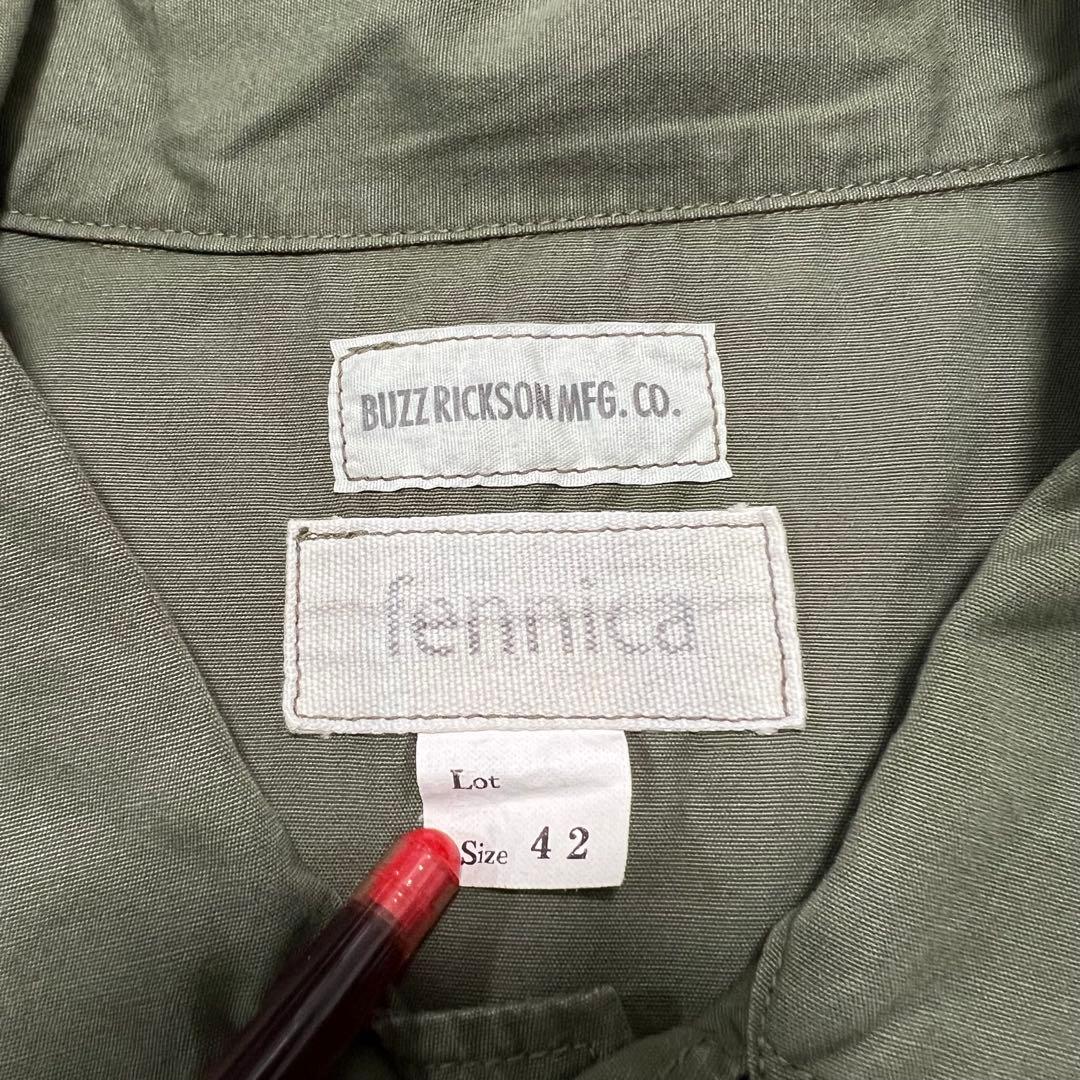 BUZZ RICKSON MFG. CO.
fennica
Lot
Size 42